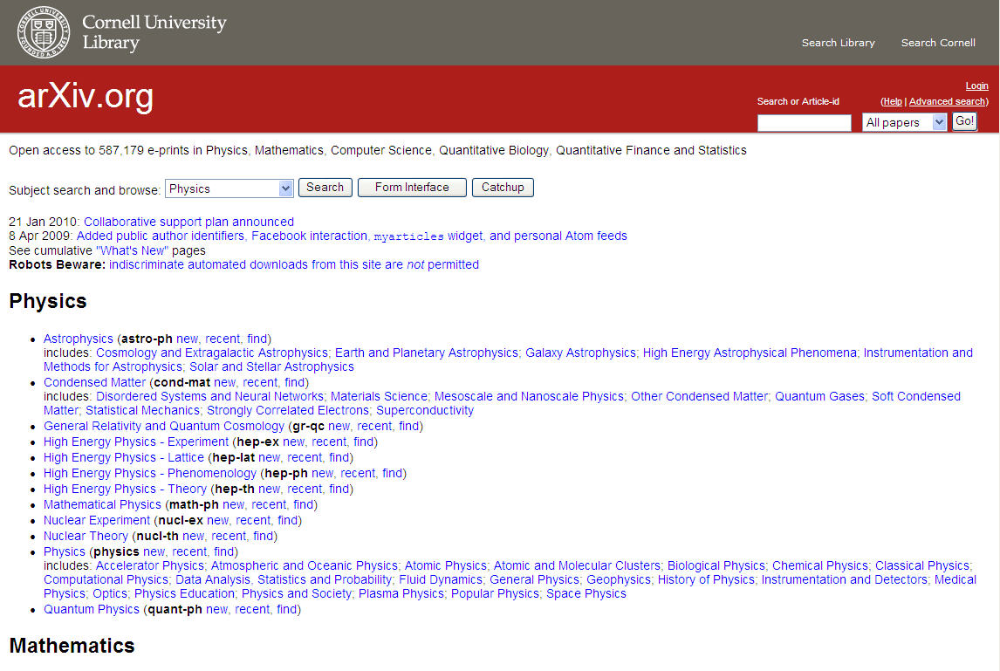 Cornell University
Library
Search Library Search Cornell
arXiv.org
Login
Search or Article-id (Help | Advanced search)
All papers Go!
Open access to 587,179 e-prints in Physics, Mathematics, Computer Science, Quantitative Biology, Quantitative Finance and Statistics
Subject search and browse: Physics Search Form Interface Catchup
21 Jan 2010: Collaborative support plan announced
8 Apr 2009: Added public author identifiers, Facebook interaction, myarticles widget, and personal Atom feeds
See cumulative "What's New" pages
Robots Beware: indiscriminate automated downloads from this site are not permitted
Physics
• Astrophysics (astro-ph new, recent, find)
includes: Cosmology and Extragalactic Astrophysics; Earth and Planetary Astrophysics; Galaxy Astrophysics; High Energy Astrophysical Phenomena; Instrumentation and
Methods for Astrophysics; Solar and Stellar Astrophysics
• Condensed Matter (cond-mat new, recent, find)
includes: Disordered Systems and Neural Networks; Materials Science; Mesoscale and Nanoscale Physics; Other Condensed Matter; Quantum Gases; Soft Condensed
Matter; Statistical Mechanics; Strongly Correlated Electrons; Superconductivity
• General Relativity and Quantum Cosmology (gr-qc new, recent, find)
• High Energy Physics - Experiment (hep-ex new, recent, find)
• High Energy Physics - Lattice (hep-lat new, recent, find)
• High Energy Physics - Phenomenology (hep-ph new, recent, find)
• High Energy Physics - Theory (hep-th new, recent, find)
• Mathematical Physics (math-ph new, recent, find)
• Nuclear Experiment (nucl-ex new, recent, find)
• Nuclear Theory (nucl-th new, recent, find)
• Physics (physics new, recent, find)
includes: Accelerator Physics; Atmospheric and Oceanic Physics; Atomic Physics; Atomic and Molecular Clusters; Biological Physics; Chemical Physics; Classical Physics;
Computational Physics; Data Analysis, Statistics and Probability; Fluid Dynamics; General Physics; Geophysics; History of Physics; Instrumentation and Detectors; Medical
Physics; Optics; Physics Education; Physics and Society; Plasma Physics; Popular Physics; Space Physics
• Quantum Physics (quant-ph new, recent, find)
Mathematics